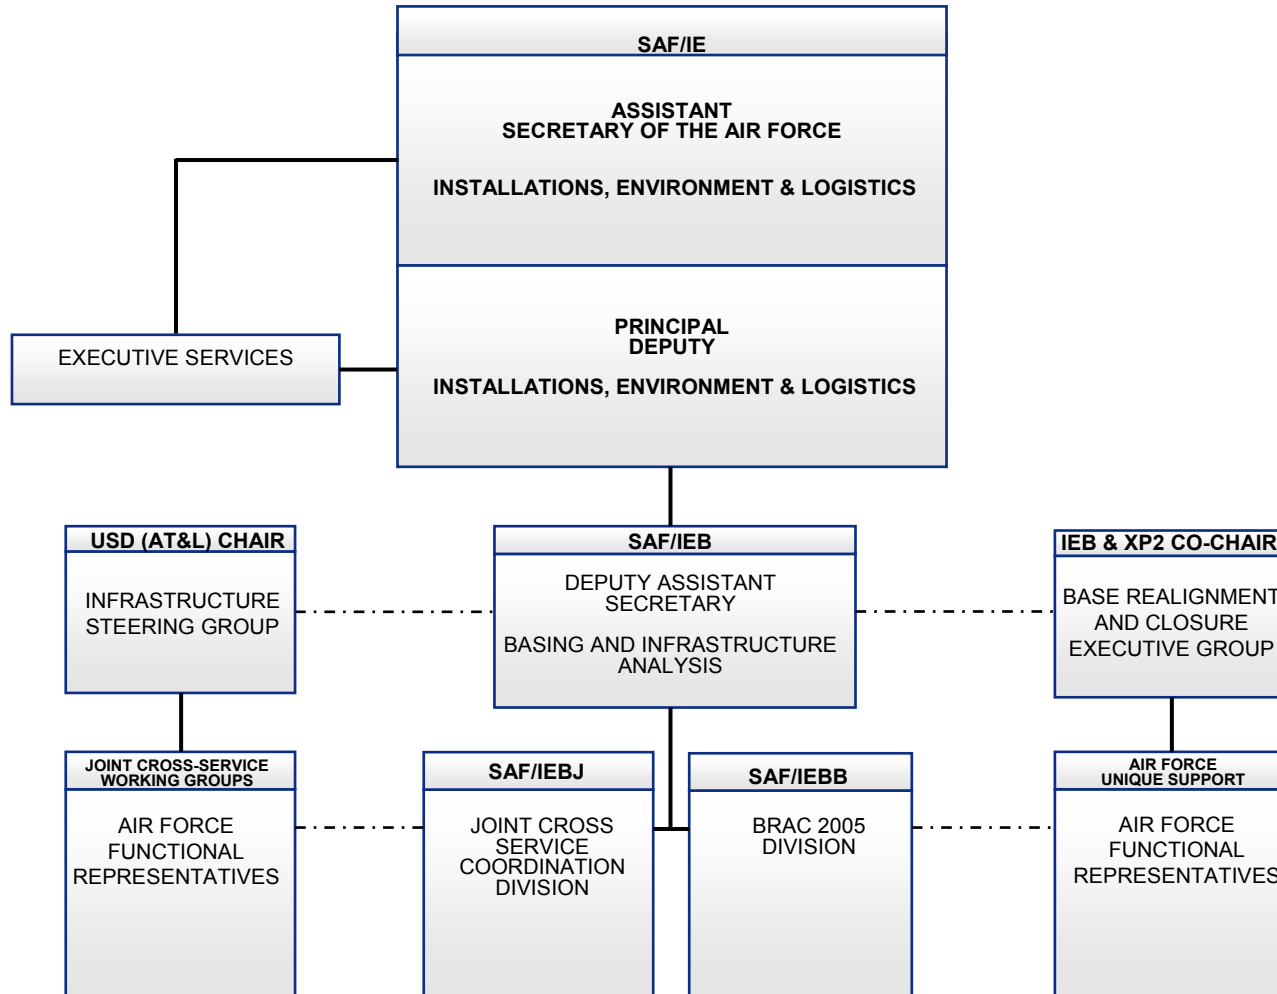 SAF/IE
ASSISTANT
SECRETARY OF THE AIR FORCE
INSTALLATIONS, ENVIRONMENT & LOGISTICS
PRINCIPAL
DEPUTY
INSTALLATIONS, ENVIRONMENT & LOGISTICS
EXECUTIVE SERVICES
USD (AT&L) CHAIR
INFRASTRUCTURE
STEERING GROUP
SAF/IEB
DEPUTY ASSISTANT
SECRETARY
BASING AND INFRASTRUCTURE
ANALYSIS
IEB & XP2 CO-CHAIR
BASE REALIGNMENT
AND CLOSURE
EXECUTIVE GROUP
JOINT CROSS-SERVICE
WORKING GROUPS
AIR FORCE
FUNCTIONAL
REPRESENTATIVES
SAF/IEBJ
JOINT CROSS
SERVICE
COORDINATION
DIVISION
SAF/IEBB
BRAC 2005
DIVISION
AIR FORCE
UNIQUE SUPPORT
AIR FORCE
FUNCTIONAL
REPRESENTATIVES